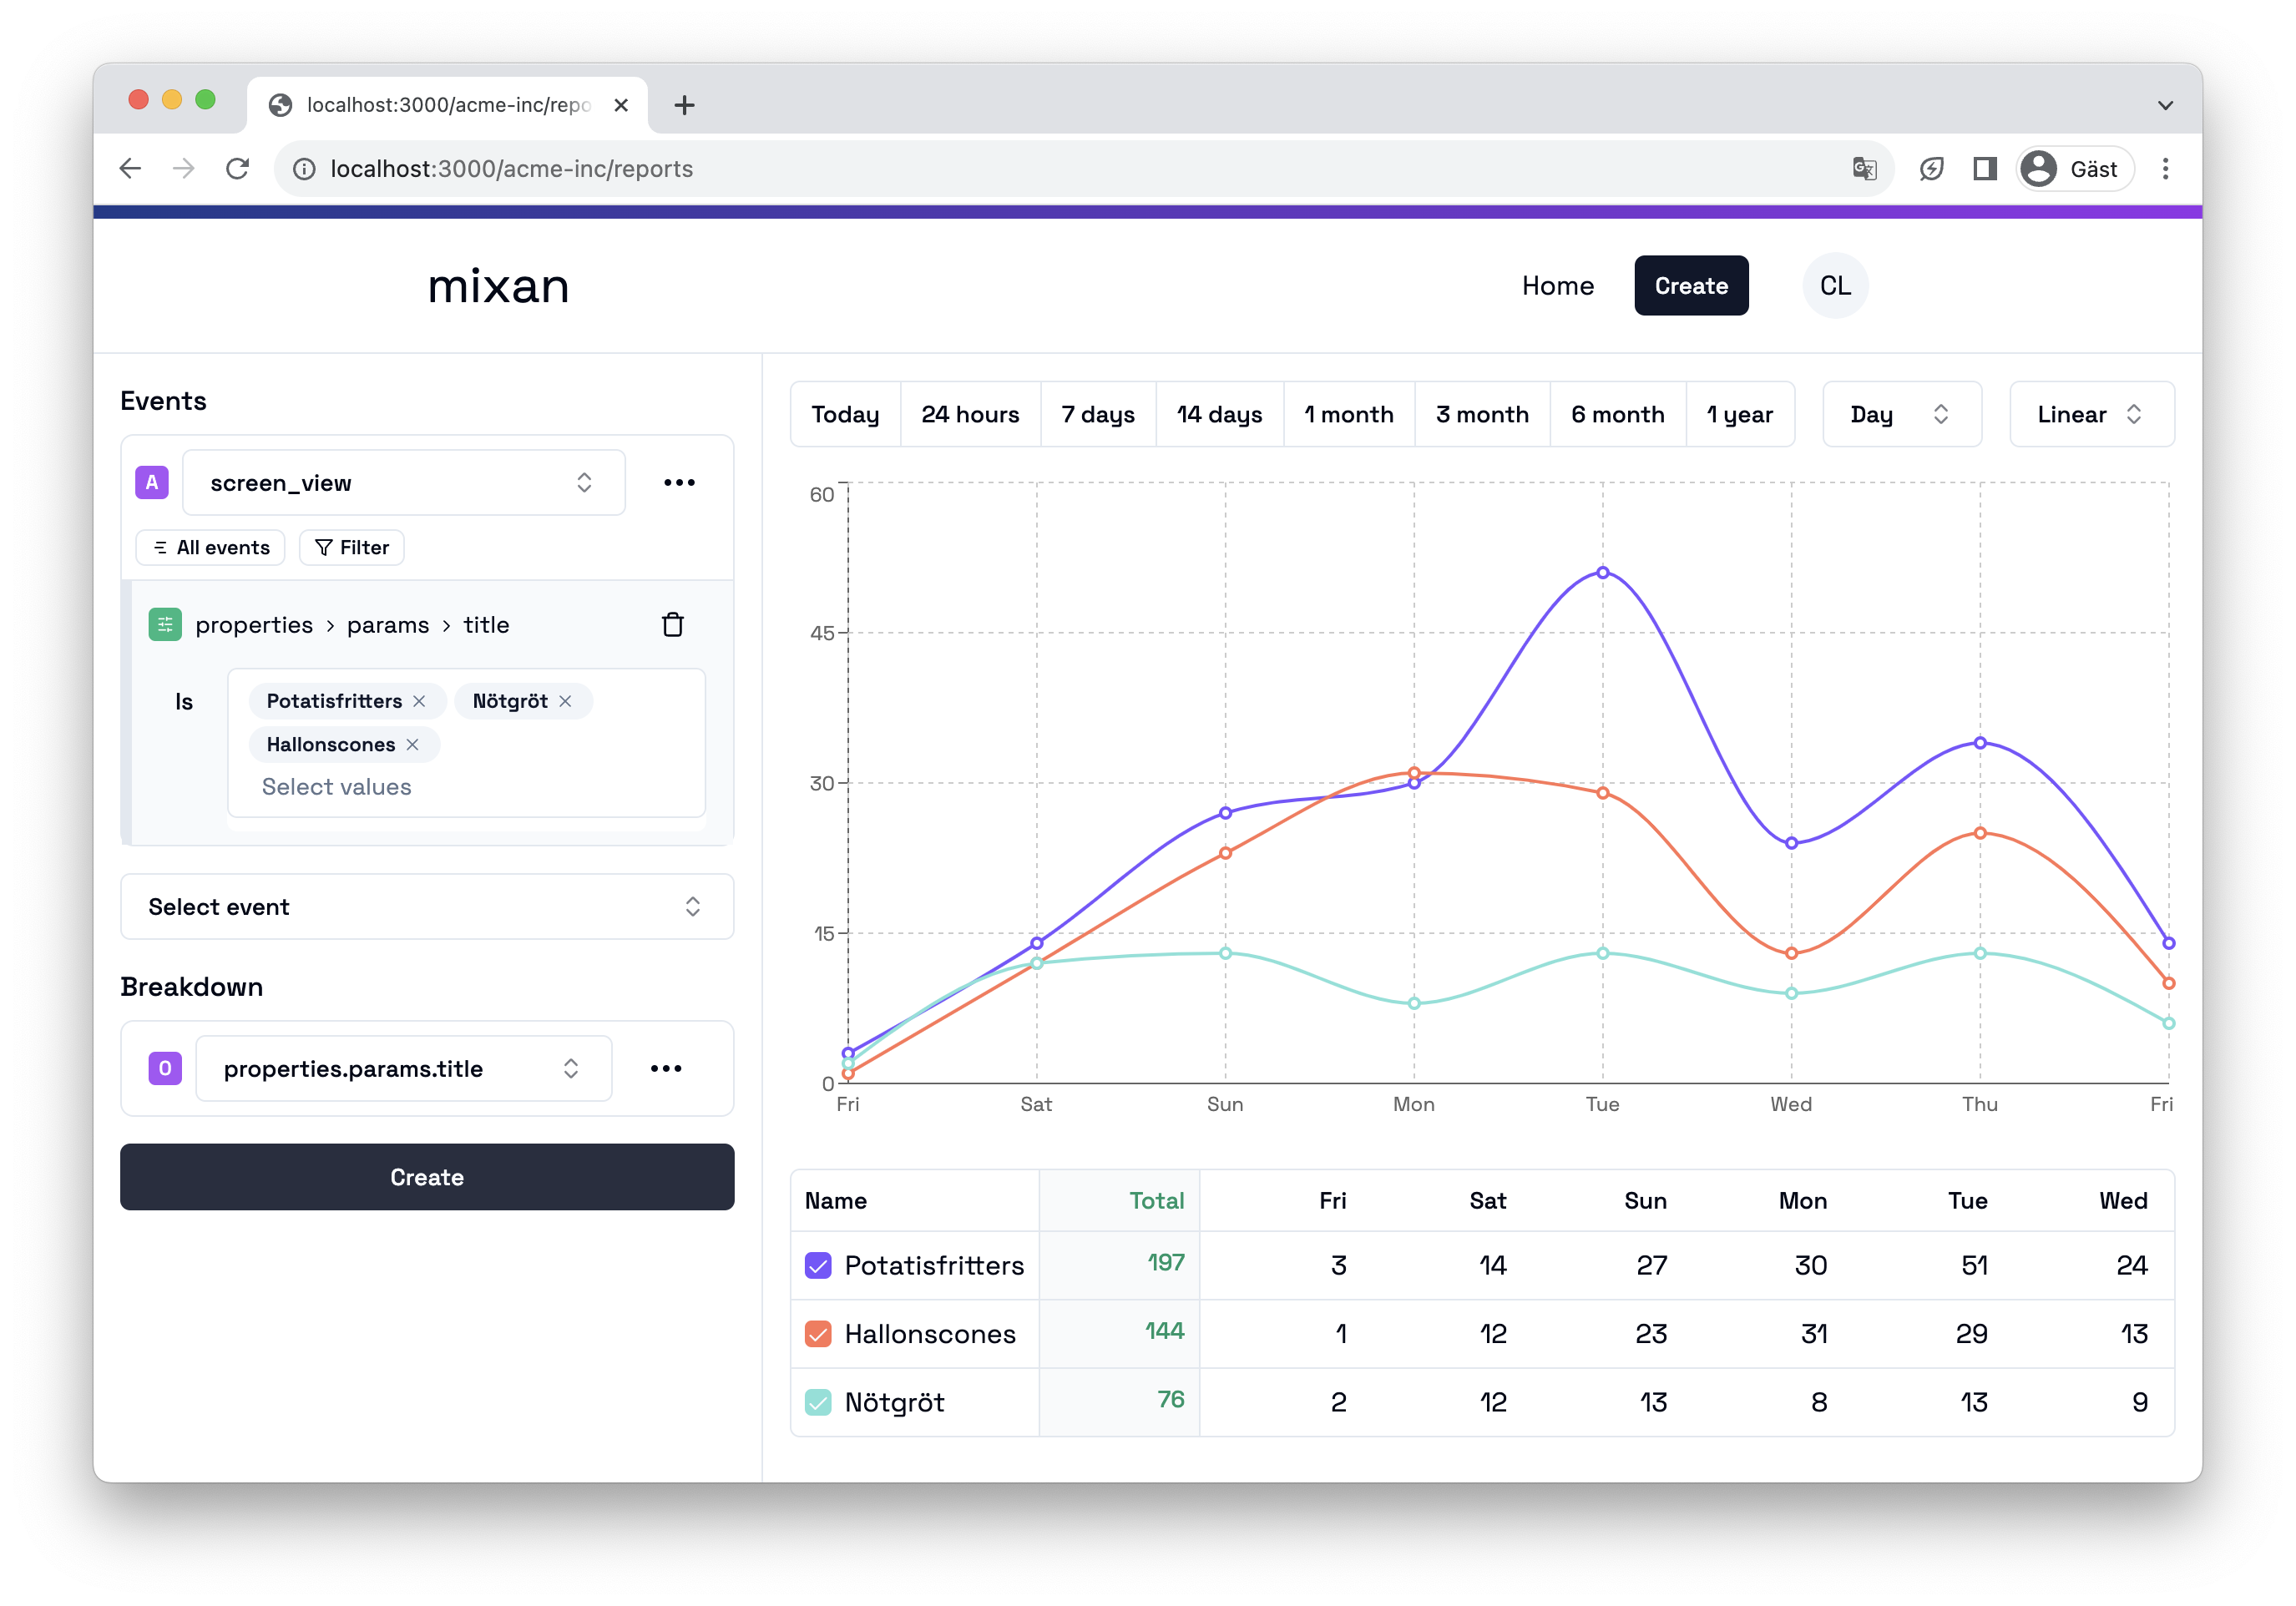 localhost:3000/acme-inc/repo
localhost:3000/acme-inc/reports
Gäst
mixan
Home
Create
CL
Events
A
screen_view
All events
Filter
properties › params › title
Is
Potatisfritters
Nötgröt
Hallonscones
Select values
Select event
Breakdown
O
properties.params.title
Create
Today 24 hours 7 days 14 days 1 month 3 month 6 month 1 year
Day
Linear
60
45
30
15
0
Fri Sat Sun Mon Tue Wed Thu Fri
Name Total Fri Sat Sun Mon Tue Wed
Potatisfritters 197 3 14 27 30 51 24
Hallonscones 144 1 12 23 31 29 13
Nötgröt 76 2 12 13 8 13 9